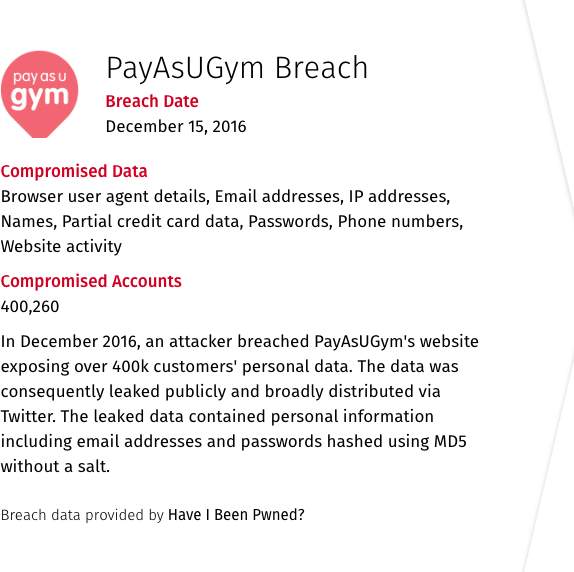 pay as u
gym
PayAsUGym Breach
Breach Date
December 15, 2016
Compromised Data
Browser user agent details, Email addresses, IP addresses,
Names, Partial credit card data, Passwords, Phone numbers,
Website activity
Compromised Accounts
400,260
In December 2016, an attacker breached PayAsUGym's website
exposing over 400k customers' personal data. The data was
consequently leaked publicly and broadly distributed via
Twitter. The leaked data contained personal information
including email addresses and passwords hashed using MD5
without a salt.
Breach data provided by Have I Been Pwned?